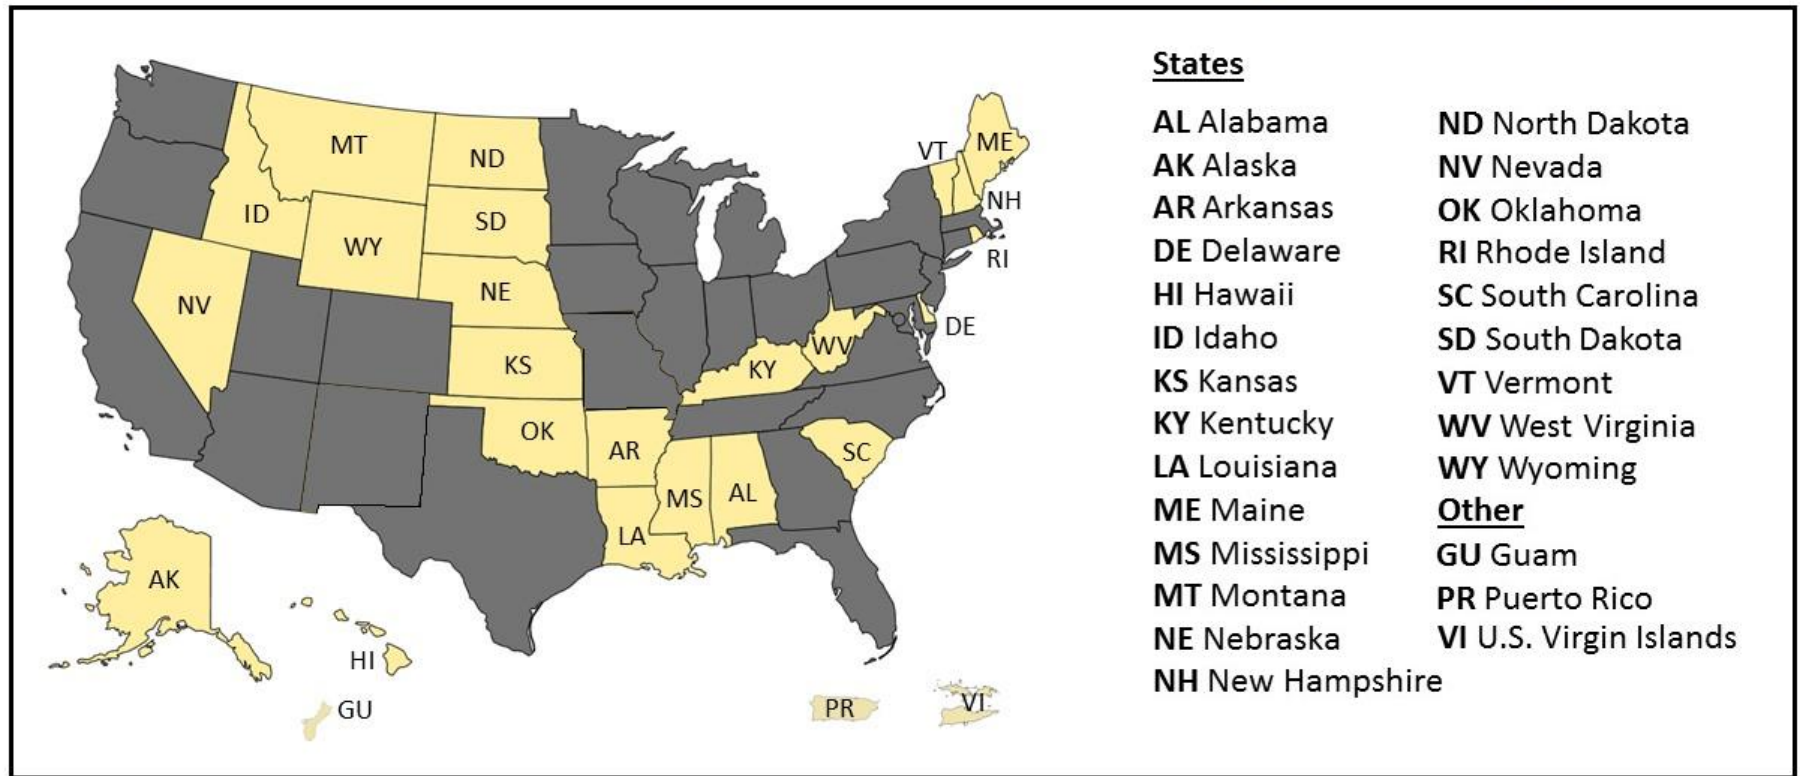 MT
ND
VT
ME
ID
SD
NH
WY
RI
NE
NV
DE
WV
KS
KY
OK
AR
SC
MS
AL
LA
AK
HI
GU
PR
VI
States
AL Alabama
AK Alaska
AR Arkansas
DE Delaware
HI Hawaii
ID Idaho
KS Kansas
KY Kentucky
LA Louisiana
ME Maine
MS Mississippi
MT Montana
NE Nebraska
NH New Hampshire
ND North Dakota
NV Nevada
OK Oklahoma
RI Rhode Island
SC South Carolina
SD South Dakota
VT Vermont
WV West Virginia
WY Wyoming
Other
GU Guam
PR Puerto Rico
VI U.S. Virgin Islands